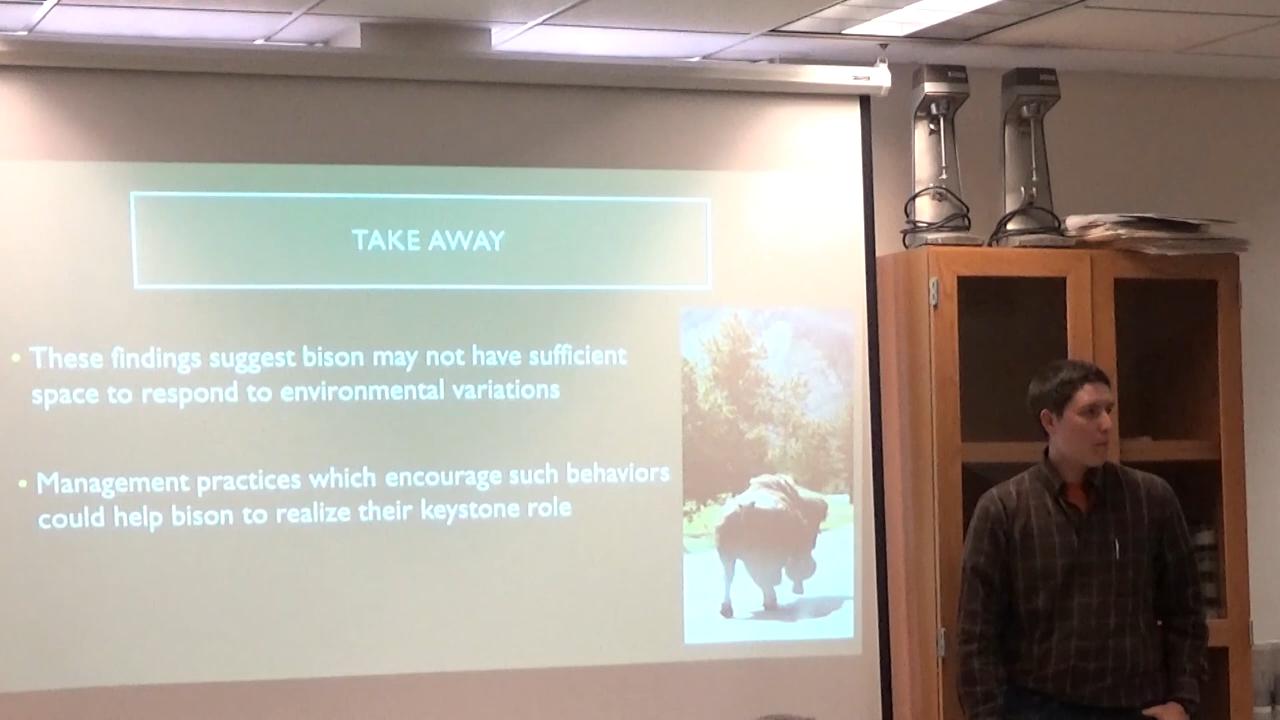 TAKE AWAY
• These findings suggest bison may not have sufficient
space to respond to environmental variations
• Management practices which encourage such behaviors
could help bison to realize their keystone role